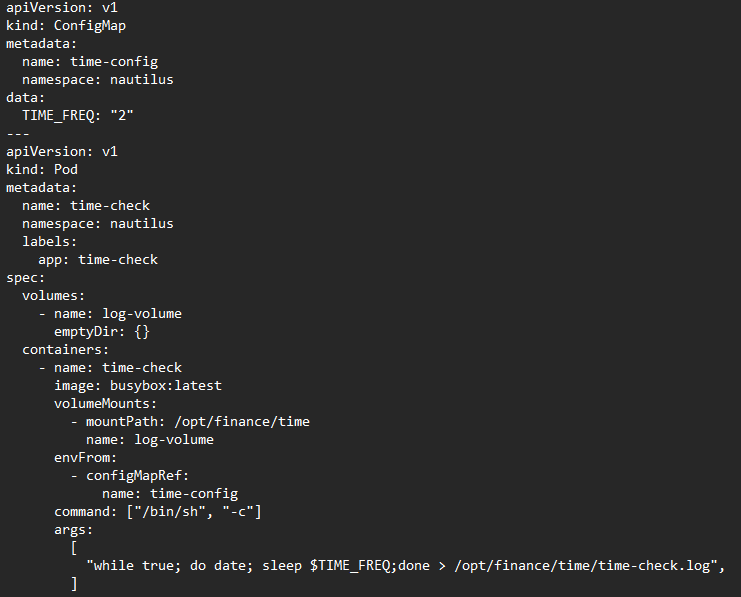 apiVersion: v1
kind: ConfigMap
metadata:
  name: time-config
  namespace: nautilus
data:
  TIME_FREQ: "2"
---
apiVersion: v1
kind: Pod
metadata:
  name: time-check
  namespace: nautilus
  labels:
    app: time-check
spec:
  volumes:
    - name: log-volume
      emptyDir: {}
  containers:
    - name: time-check
      image: busybox:latest
      volumeMounts:
        - mountPath: /opt/finance/time
          name: log-volume
      envFrom:
        - configMapRef:
            name: time-config
      command: ["/bin/sh", "-c"]
      args:
        [
          "while true; do date; sleep $TIME_FREQ;done > /opt/finance/time/time-check.log",
        ]